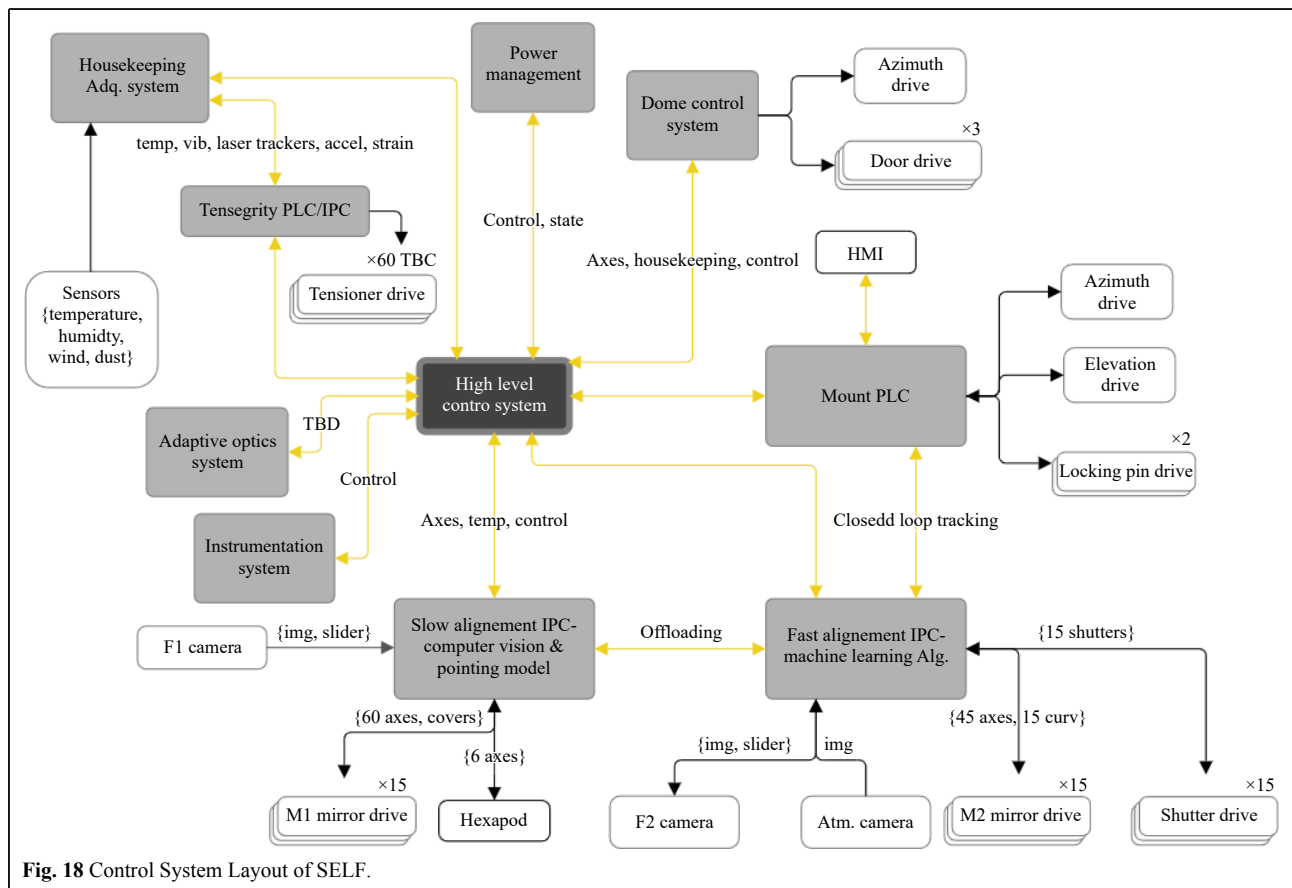 Housekeeping
Adq. system
Power
management
Dome control
system
Azimuth
drive
×3
Door drive
temp, vib, laser trackers, accel, strain
Tensegrity PLC/IPC
×60 TBC
Tensioner drive
Sensors
{temperature,
humidty,
wind, dust}
Control, state
Axes, housekeeping, control
HMI
Azimuth
drive
Elevation
drive
×2
Locking pin drive
Mount PLC
High level
contro system
TBD
Adaptive optics
system
Control
Instrumentation
system
Axes, temp, control
Closedd loop tracking
F1 camera
{img, slider}
Slow alignement IPC-
computer vision &
pointing model
Offloading
Fast alignement IPC-
machine learning Alg.
{15 shutters}
{60 axes, covers}
{6 axes}
{img, slider}
img
{45 axes, 15 curv}
×15
M1 mirror drive
Hexapod
F2 camera
Atm. camera
×15
M2 mirror drive
×15
Shutter drive
Fig. 18 Control System Layout of SELF.